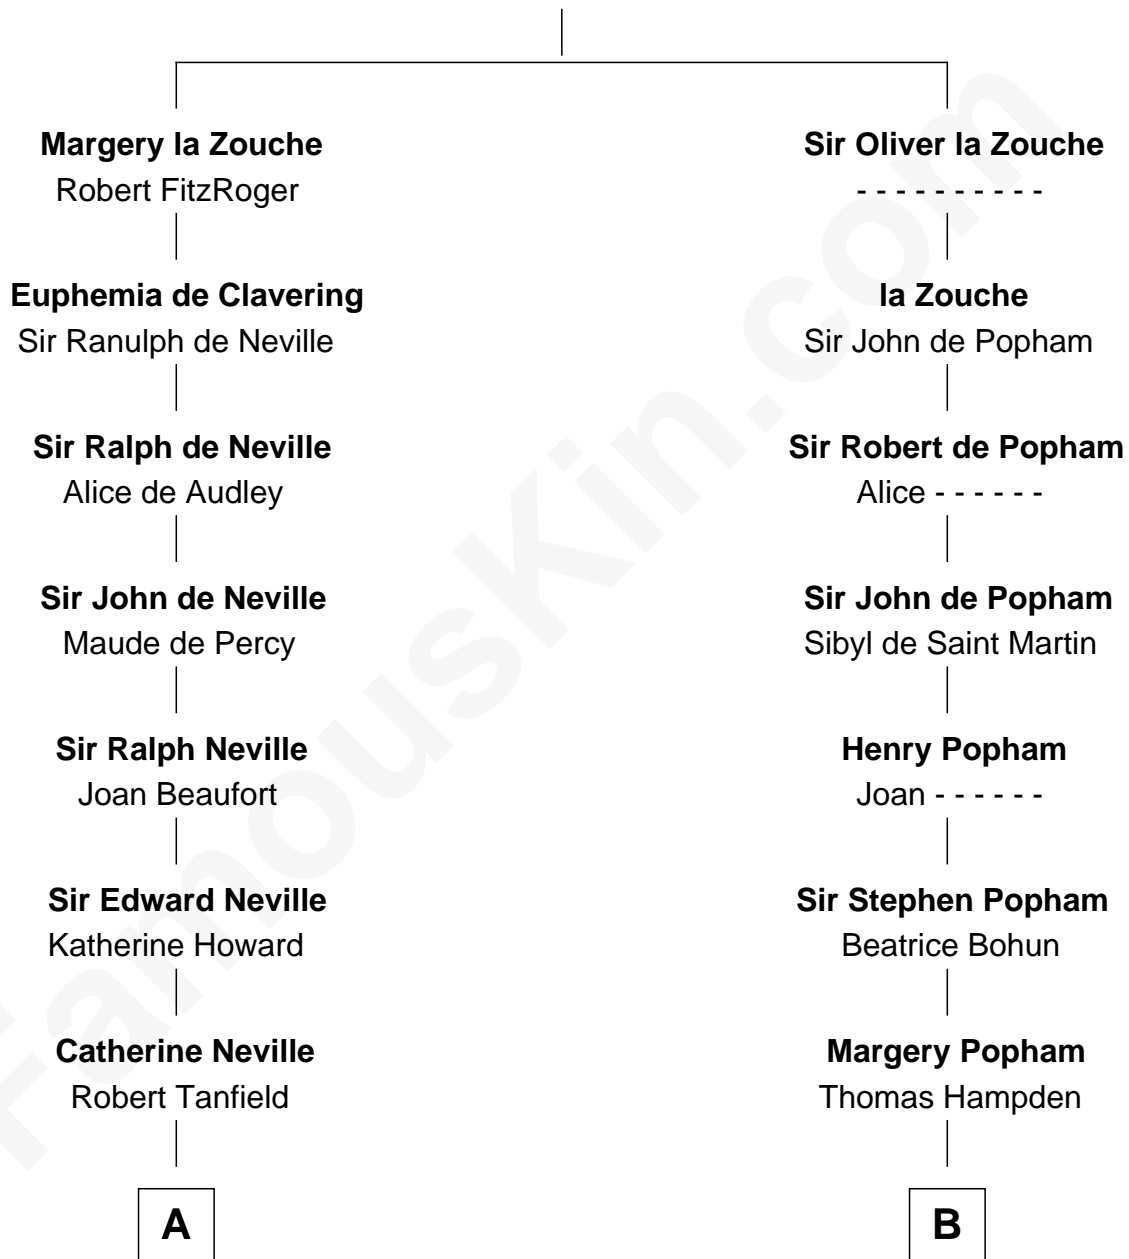 Margery la Zouche
Robert FitzRoger
Sir Oliver la Zouche
- - - - - - - - - -
Euphemia de Clavering
Sir Ranulph de Neville
la Zouche
Sir John de Popham
Sir Ralph de Neville
Alice de Audley
Sir Robert de Popham
Alice - - - - - -
Sir John de Neville
Maude de Percy
Sir John de Popham
Sibyl de Saint Martin
Sir Ralph Neville
Joan Beaufort
Henry Popham
Joan - - - - - -
Sir Edward Neville
Katherine Howard
Sir Stephen Popham
Beatrice Bohun
Catherine Neville
Robert Tanfield
Margery Popham
Thomas Hampden
A
B
FamousKin.com